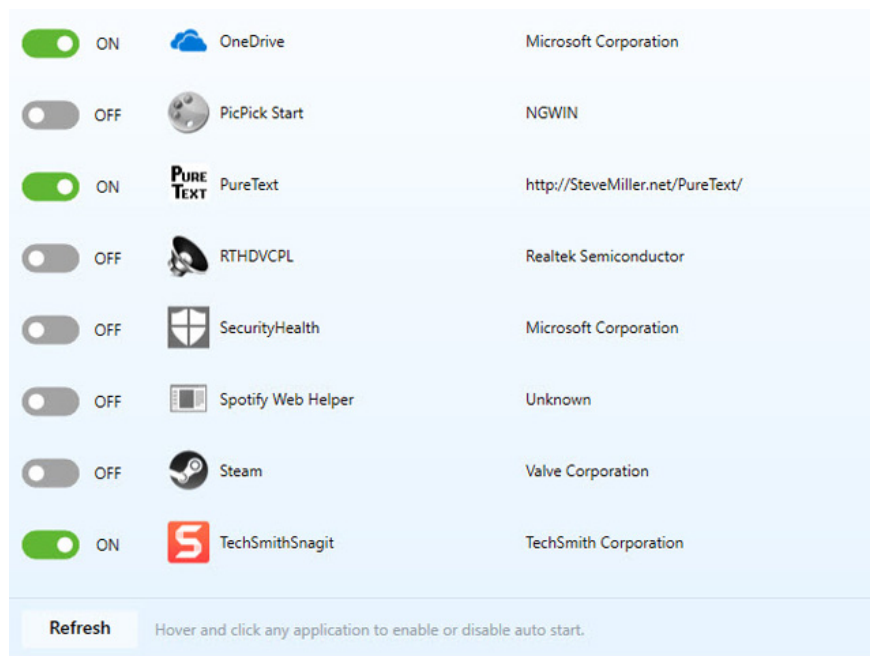 ON OneDrive Microsoft Corporation
OFF PicPick Start NGWIN
ON PURE TEXT PureText http://SteveMiller.net/PureText/
OFF RTHDVCPL Realtek Semiconductor
OFF SecurityHealth Microsoft Corporation
OFF Spotify Web Helper Unknown
OFF Steam Valve Corporation
ON S TechSmithSnagit TechSmith Corporation
Refresh Hover and click any application to enable or disable auto start.